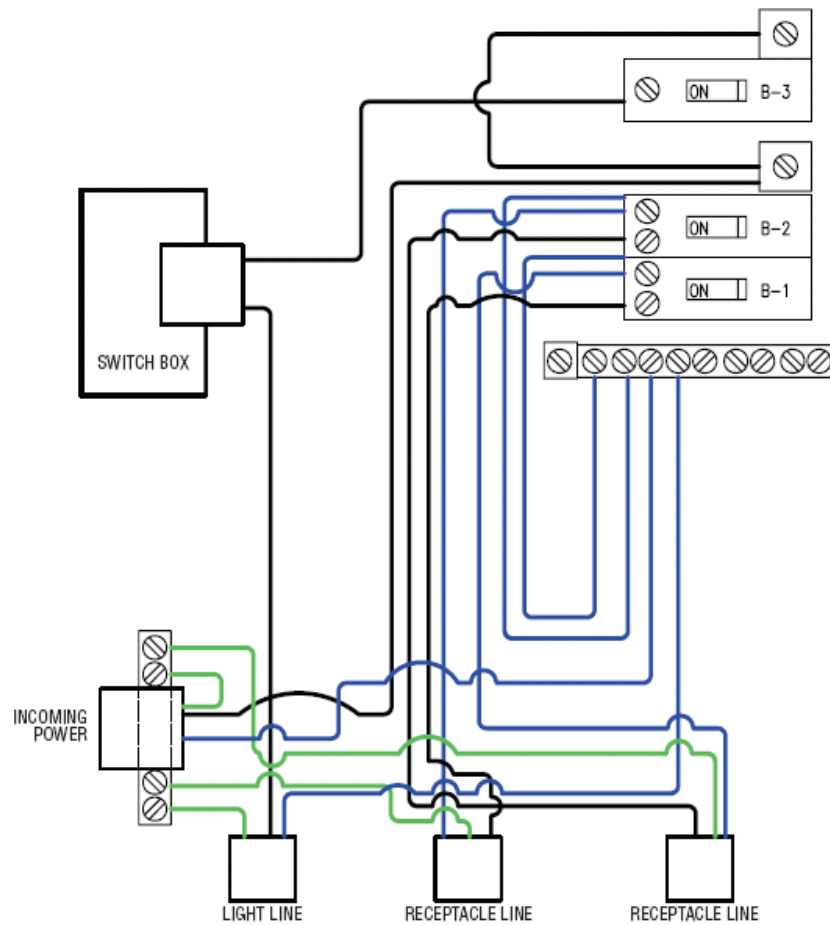 ON B-3
ON B-2
ON B-1
SWITCH BOX
INCOMING
POWER
LIGHT LINE
RECEPTACLE LINE
RECEPTACLE LINE